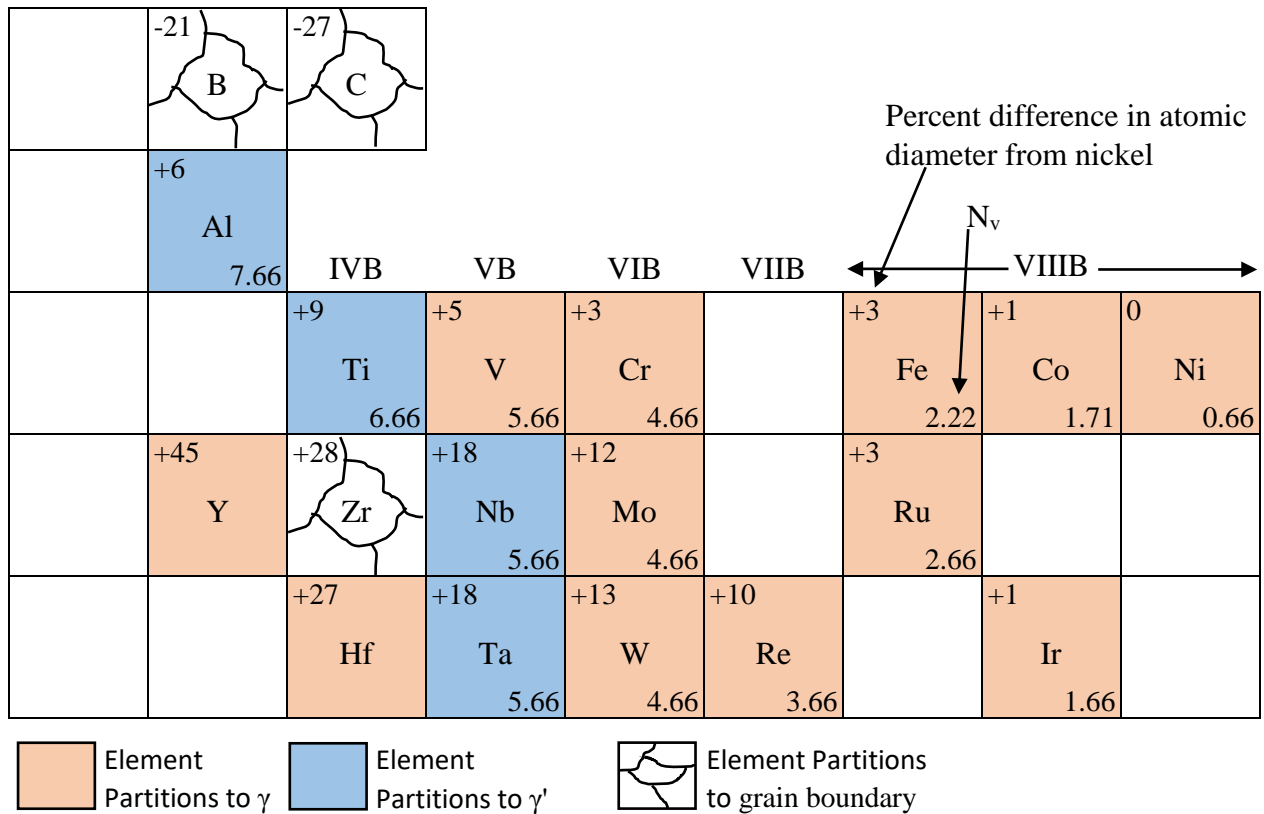 -21
B
-27
C
Percent difference in atomic
diameter from nickel
+6
Al
7.66
Nv
IVB
VB
VIB
VIIB
VIIIB
+9
Ti
6.66
+5
V
5.66
+3
Cr
4.66
+3
Fe
2.22
+1
Co
1.71
0
Ni
0.66
+45
Y
+28
Zr
+18
Nb
5.66
+12
Mo
4.66
+3
Ru
2.66
+27
Hf
+18
Ta
5.66
+13
W
4.66
+10
Re
3.66
+1
Ir
1.66
Element
Partitions to γ
Element
Partitions to γ'
Element Partitions
to grain boundary